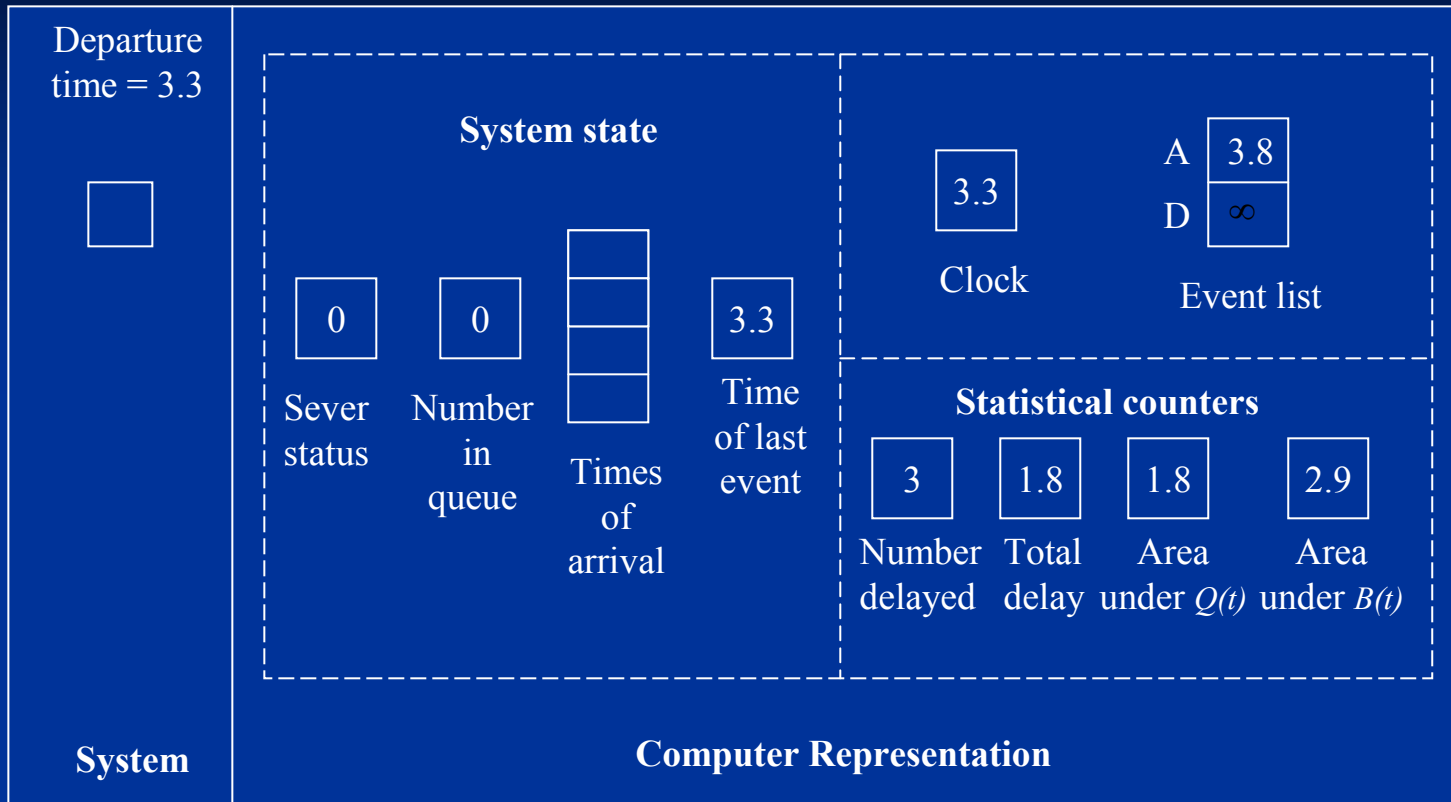 Departure
time = 3.3
System
System state
0
Sever
status
0
Number
in
queue
Times
of
arrival
3.3
Time
of last
event
3.3
Clock
A 3.8
D ∞
Event list
Statistical counters
3
Number
delayed
1.8
Total
delay
1.8
Area
under Q(t)
2.9
Area
under B(t)
Computer Representation